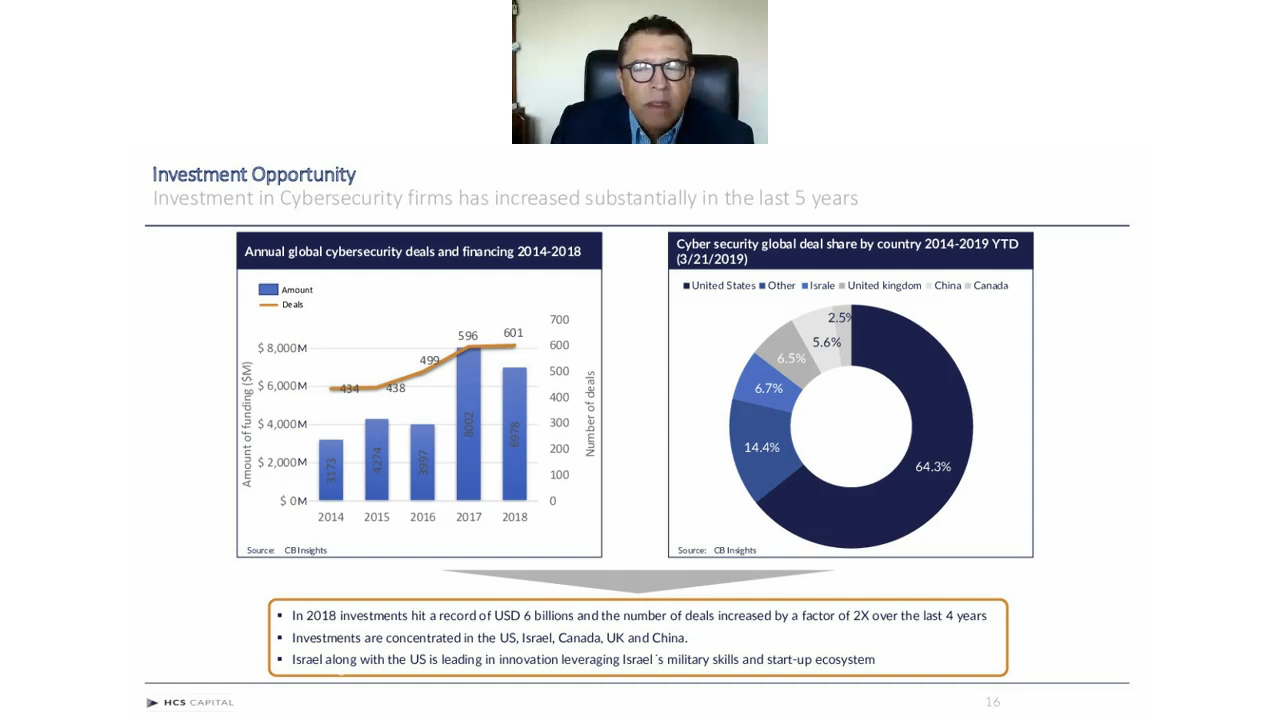 Investment Opportunity
Investment in Cybersecurity firms has increased substantially in the last 5 years
Annual global cybersecurity deals and financing 2014-2018
Amount
Deals
Amount of funding ($M)
$ 8,000M
$ 6,000M
$ 4,000M
$ 2,000M
$ 0M
434
438
499
596
601
3173
4274
3997
8002
6978
700
600
500
400
300
200
100
0
Number of deals
2014 2015 2016 2017 2018
Source: CB Insights
Cyber security global deal share by country 2014-2019 YTD
(3/21/2019)
United States Other Israle United kingdom China Canada
2.5%
5.6%
6.5%
6.7%
14.4%
64.3%
Source: CB Insights
▪ In 2018 investments hit a record of USD 6 billions and the number of deals increased by a factor of 2X over the last 4 years
▪ Investments are concentrated in the US, Israel, Canada, UK and China.
▪ Israel along with the US is leading in innovation leveraging Israel´s military skills and start-up ecosystem
HCS CAPITAL
16